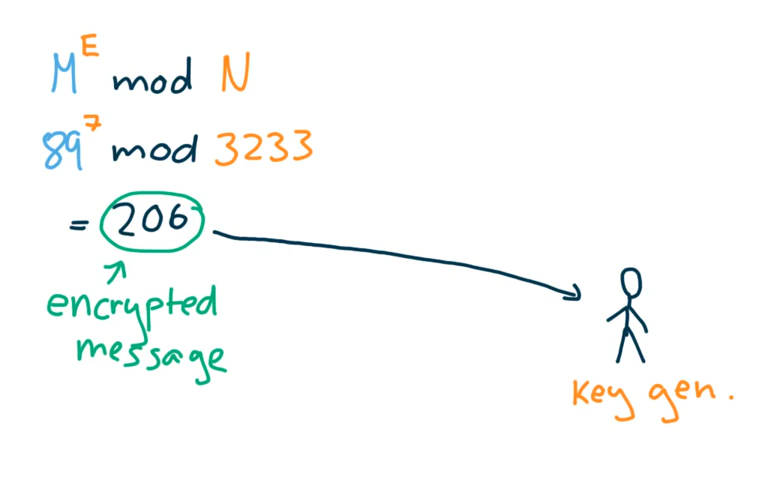 M^E mod N
89^7 mod 3233
= 206
encrypted
message
Key gen.